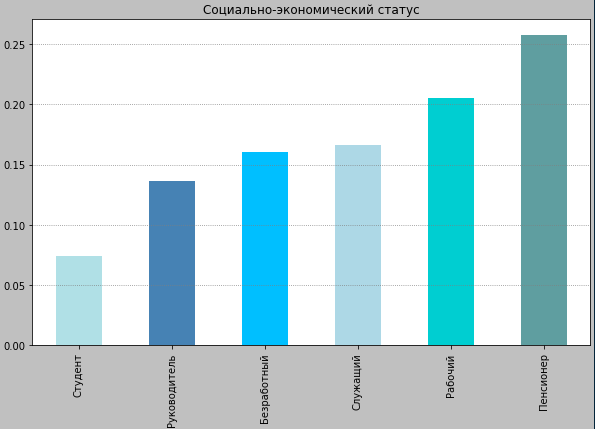 Социально-экономический статус
0.25
0.20
0.15
0.10
0.05
0.00
Студент
Руководитель
Безработный
Служащий
Рабочий
Пенсионер